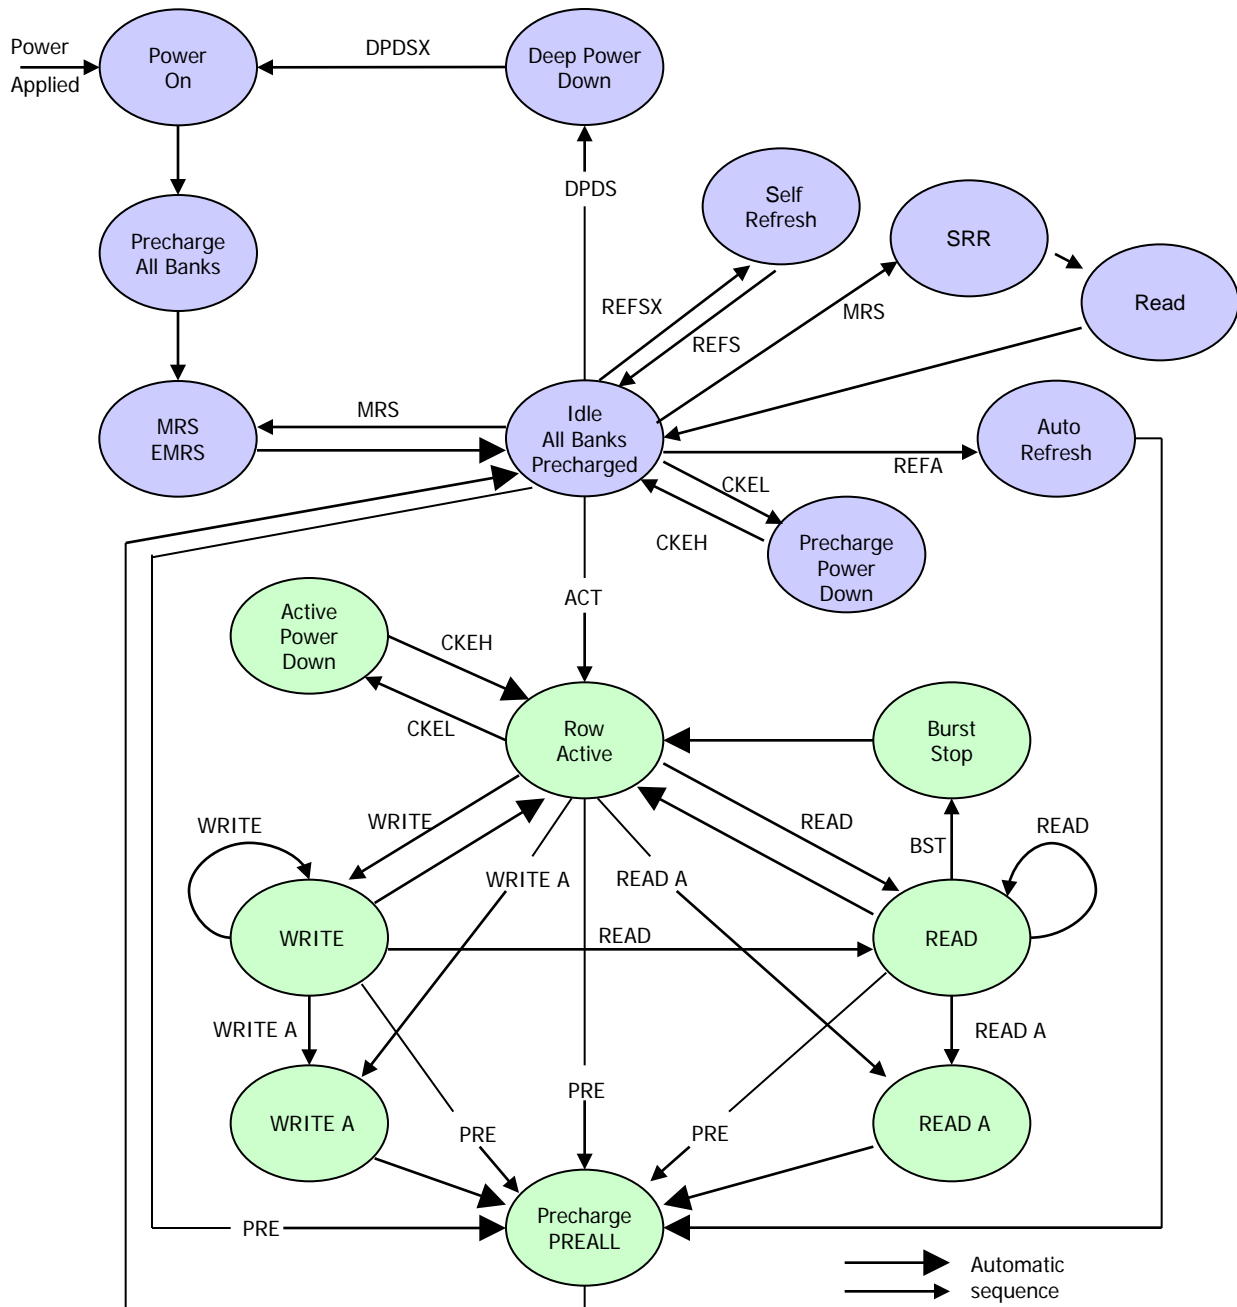 Power
Applied
Power
On
DPDSX
Deep Power
Down
DPDS
Self
Refresh
SRR
Read
Precharge
All Banks
REFSX
REFS
MRS
MRS
EMRS
MRS
Idle
All Banks
Precharged
Auto
Refresh
REFA
CKEL
CKEH
Precharge
Power
Down
ACT
Active
Power
Down
CKEH
CKEL
Row
Active
Burst
Stop
WRITE
WRITE
READ
BST
READ
WRITE A
READ A
WRITE
READ
READ
WRITE A
READ A
WRITE A
PRE
PRE
PRE
READ A
PRE
Precharge
PREALL
Automatic
sequence